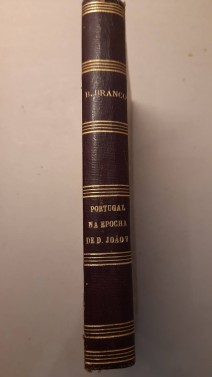 B. BRANCO
PORTUGAL
NA EPOCHA
DE D. JOÃO V